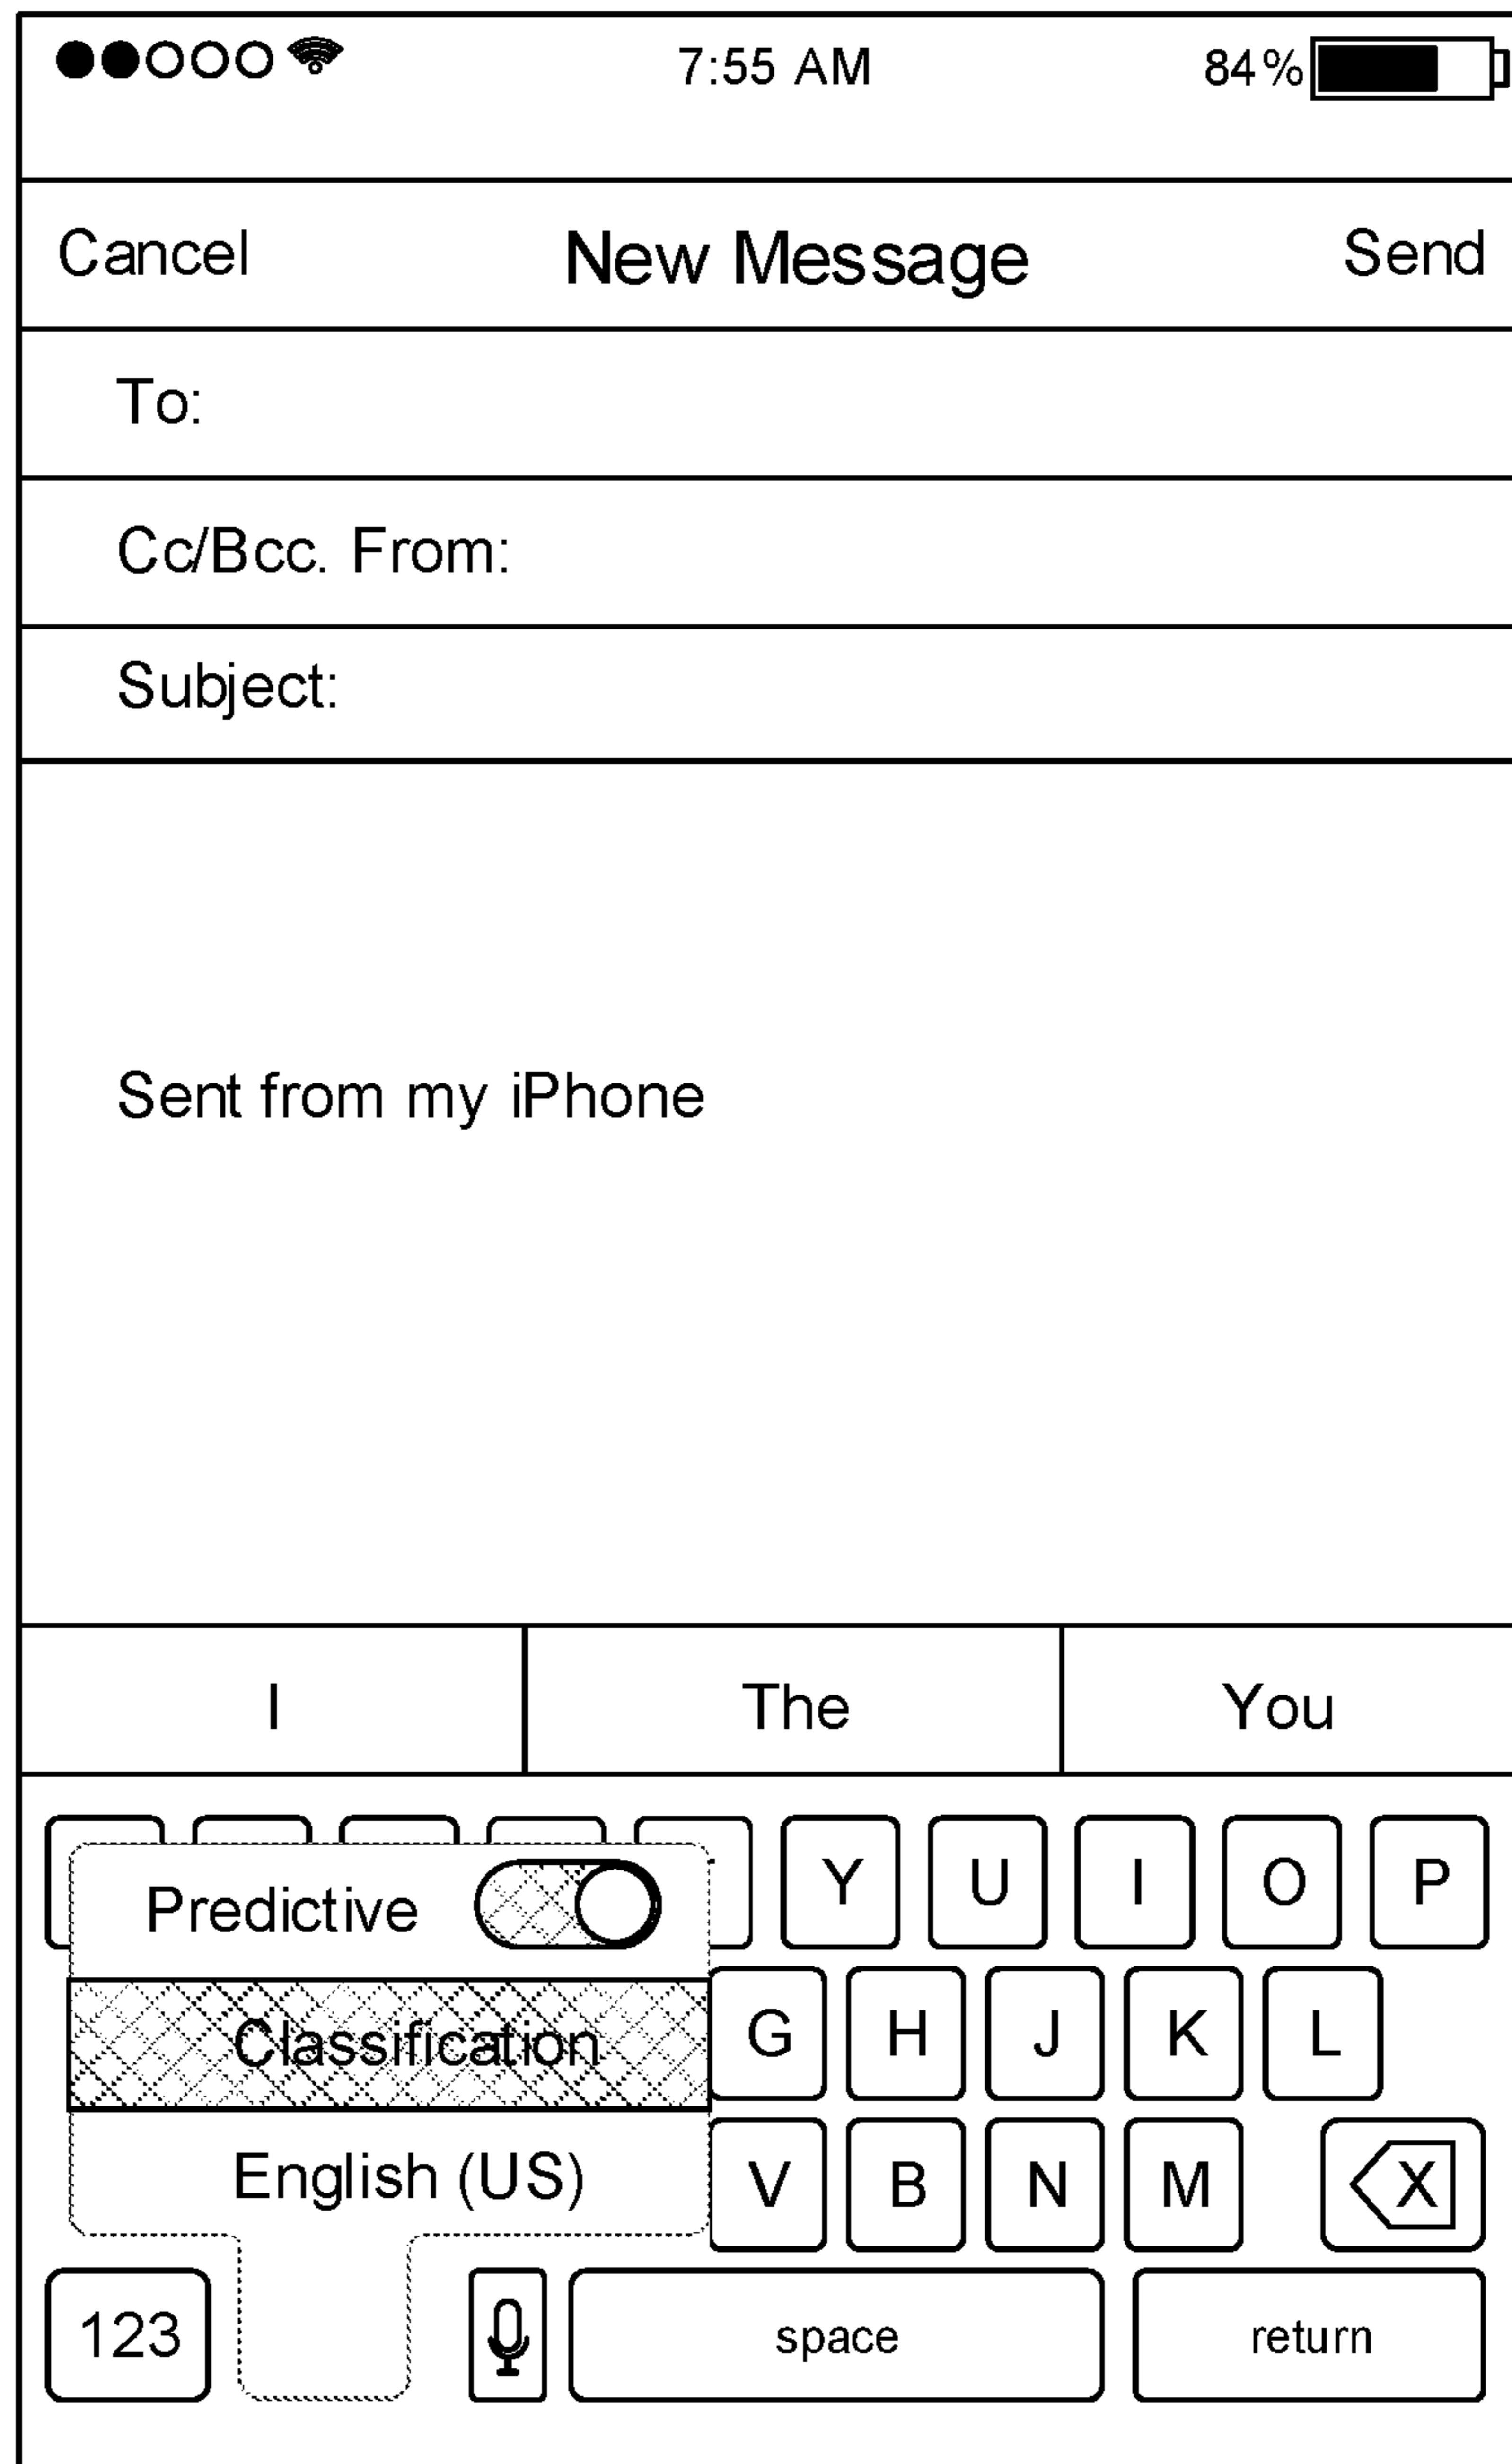 7:55 AM 84%
Cancel New Message Send
To:
Cc/Bcc. From:
Subject:
Sent from my iPhone
I The You
Predictive Y U I O P
Classification G H J K L
English (US) V B N M X
123 space return